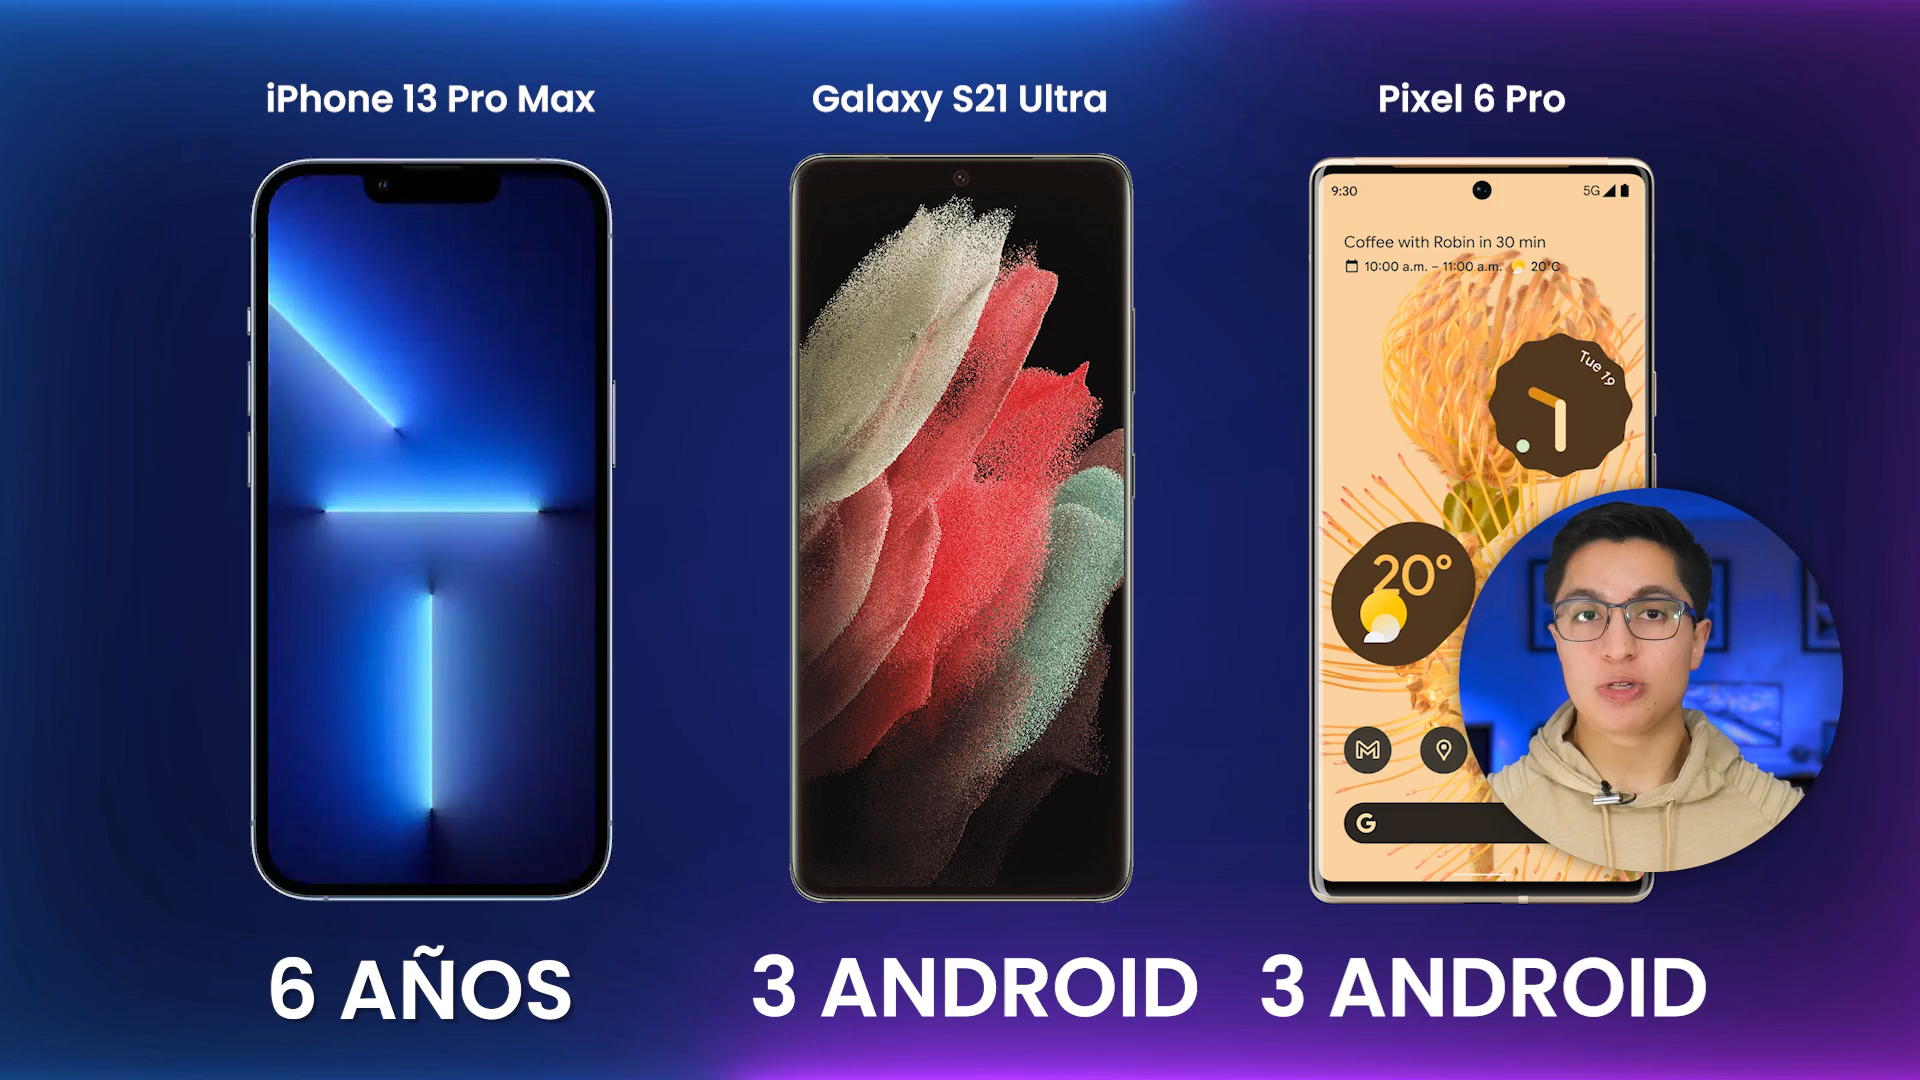 iPhone 13 Pro Max
Galaxy S21 Ultra
Pixel 6 Pro
9:30
5G
Coffee with Robin in 30 min
10:00 a.m. – 11:00 a.m. 20°C
Tue 19
20°
G
6 AÑOS
3 ANDROID
3 ANDROID